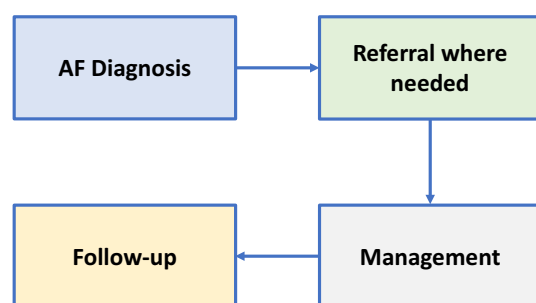 AF Diagnosis
Referral where
needed
Management
Follow-up